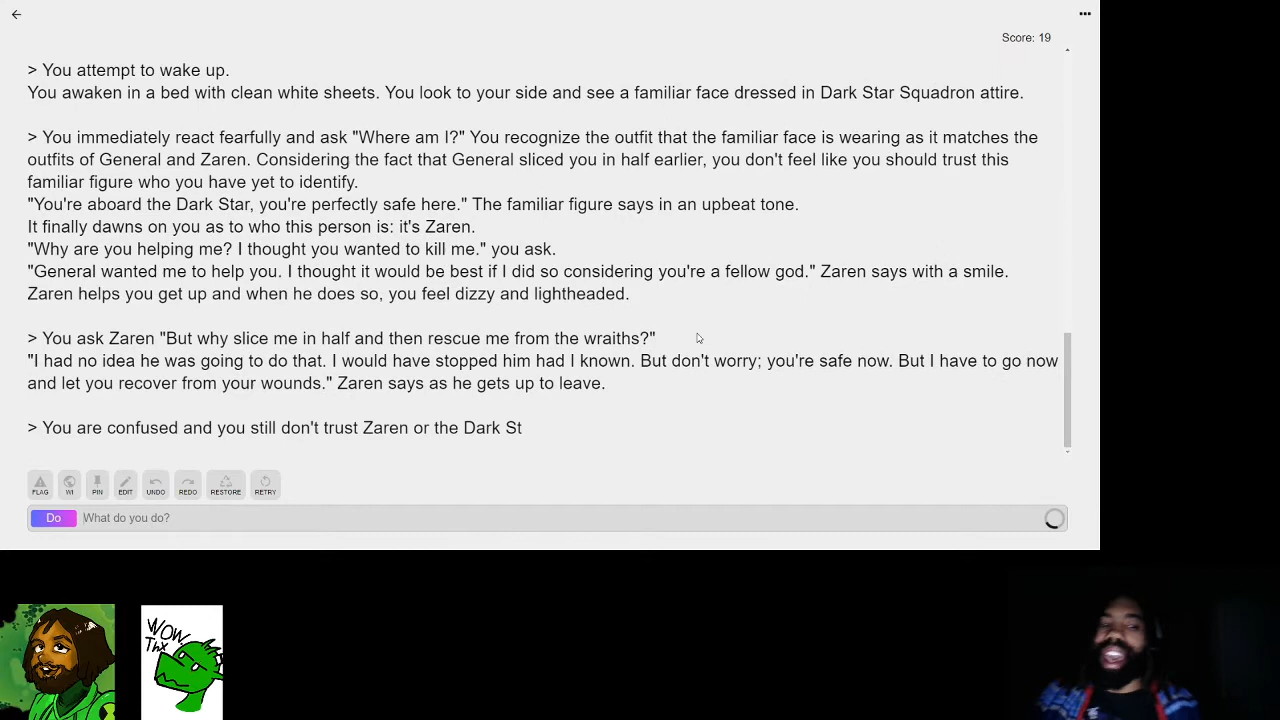 Score: 19
> You attempt to wake up.
You awaken in a bed with clean white sheets. You look to your side and see a familiar face dressed in Dark Star Squadron attire.
> You immediately react fearfully and ask "Where am I?" You recognize the outfit that the familiar face is wearing as it matches the
outfits of General and Zaren. Considering the fact that General sliced you in half earlier, you don't feel like you should trust this
familiar figure who you have yet to identify.
"You're aboard the Dark Star, you're perfectly safe here." The familiar figure says in an upbeat tone.
It finally dawns on you as to who this person is: it's Zaren.
"Why are you helping me? I thought you wanted to kill me." you ask.
"General wanted me to help you. I thought it would be best if I did so considering you're a fellow god." Zaren says with a smile.
Zaren helps you get up and when he does so, you feel dizzy and lightheaded.
> You ask Zaren "But why slice me in half and then rescue me from the wraiths?"
"I had no idea he was going to do that. I would have stopped him had I known. But don't worry; you're safe now. But I have to go now
and let you recover from your wounds." Zaren says as he gets up to leave.
> You are confused and you still don't trust Zaren or the Dark St
FLAG WI PIN EDIT UNDO REDO RESTORE RETRY
Do What do you do?
WOW
Thx